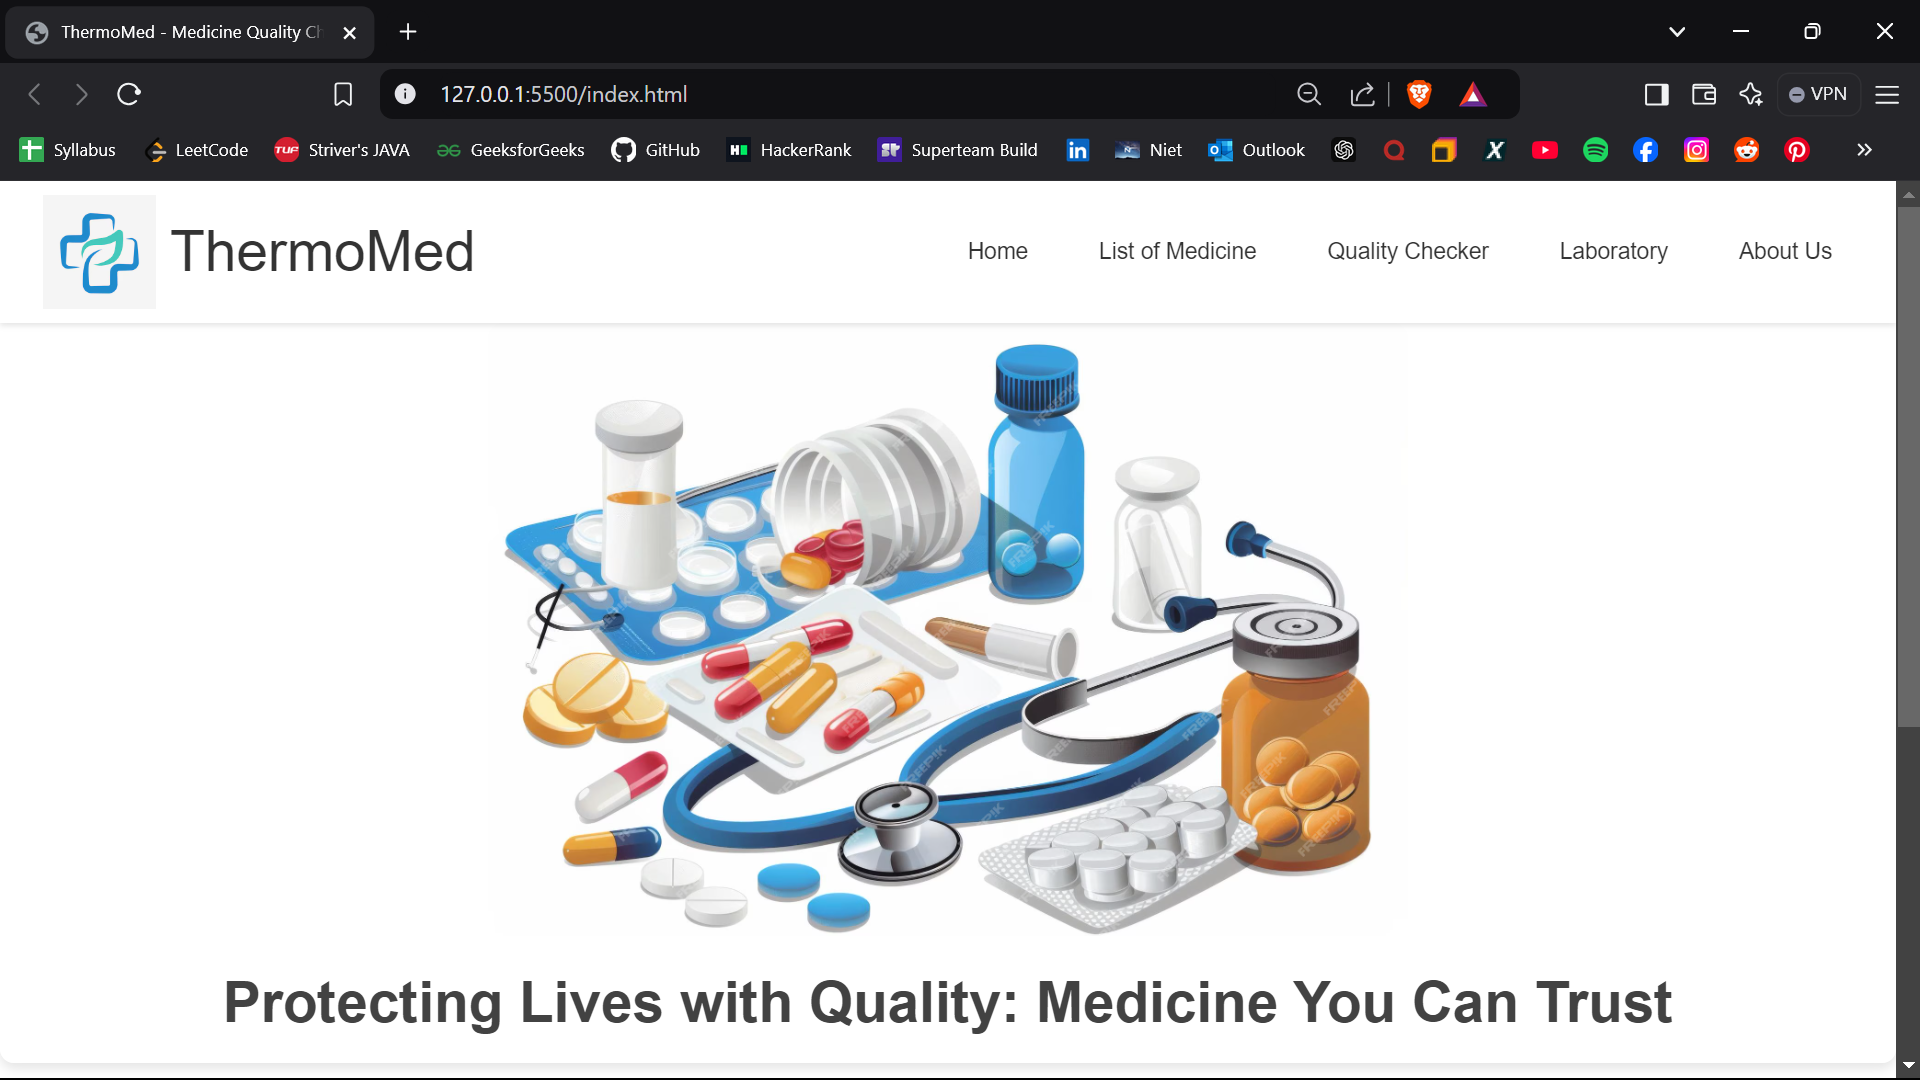 ThermoMed - Medicine Quality Ch
127.0.0.1:5500/index.html
VPN
Syllabus
LeetCode
TUF
Striver's JAVA
GeeksforGeeks
GitHub
HackerRank
Superteam Build
Niet
Outlook
ThermoMed
Home
List of Medicine
Quality Checker
Laboratory
About Us
FREEPIK
Protecting Lives with Quality: Medicine You Can Trust